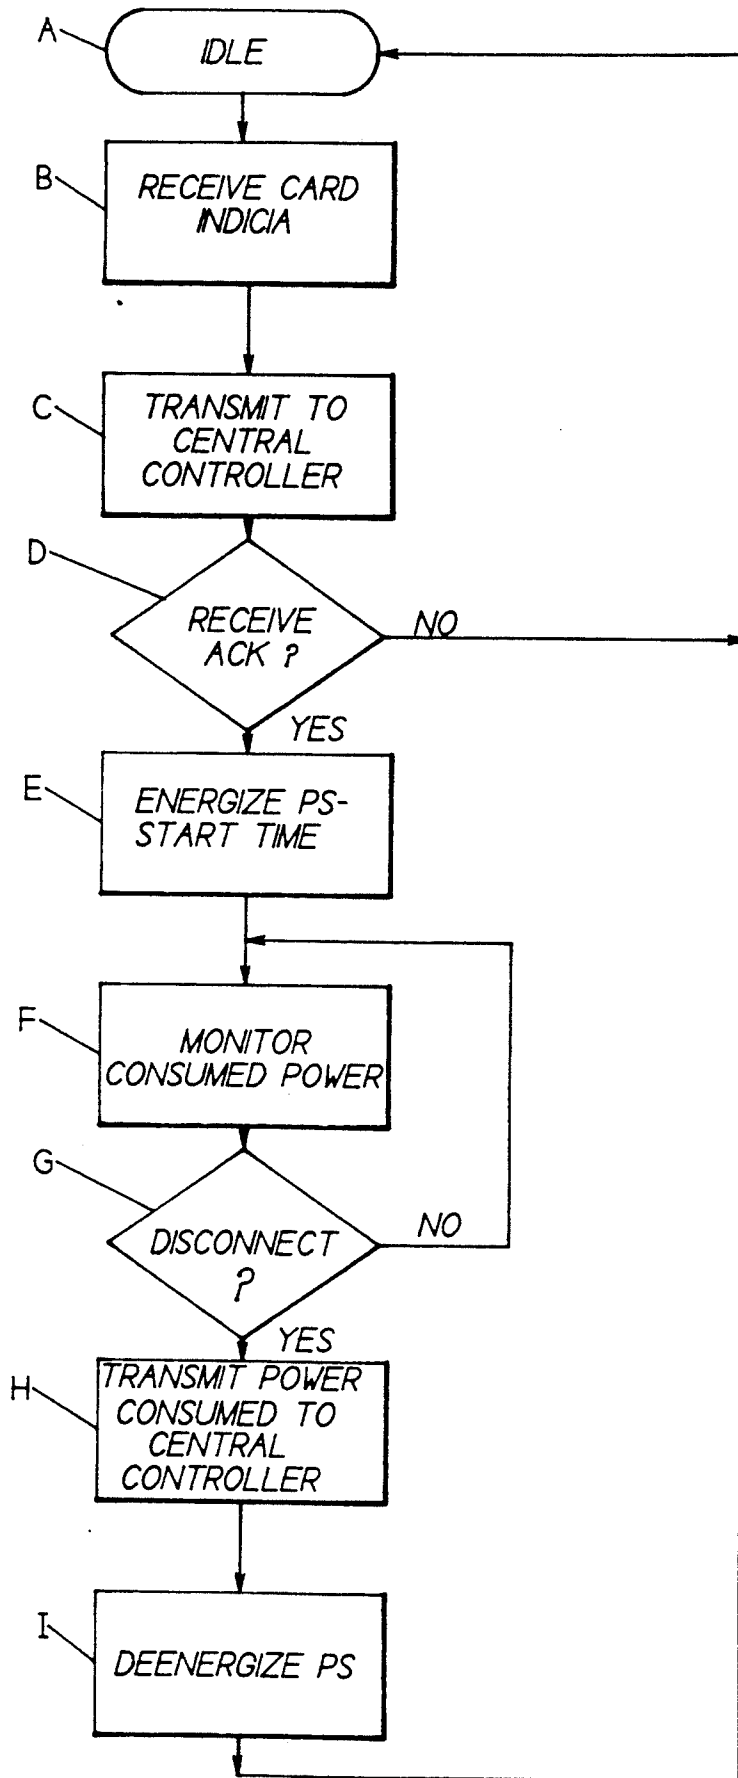 A
IDLE
B
RECEIVE CARD
INDICIA
C
TRANSMIT TO
CENTRAL
CONTROLLER
D
RECEIVE
ACK ?
NO
YES
E
ENERGIZE PS-
START TIME
F
MONITOR
CONSUMED POWER
G
DISCONNECT
?
NO
YES
H
TRANSMIT POWER
CONSUMED TO
CENTRAL
CONTROLLER
I
DEENERGIZE PS